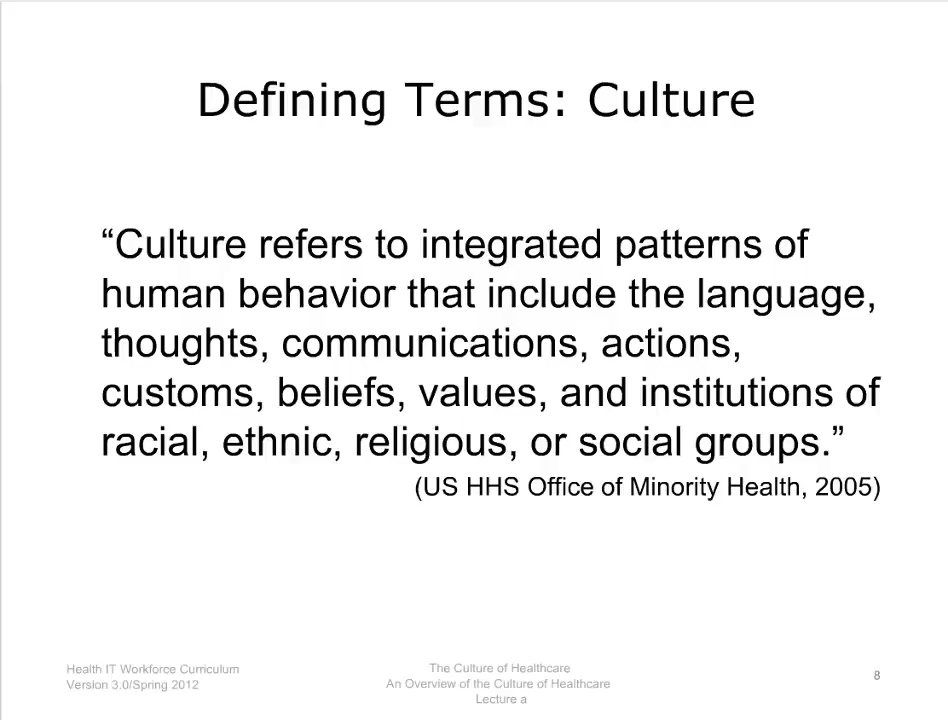 Defining Terms: Culture
“Culture refers to integrated patterns of
human behavior that include the language,
thoughts, communications, actions,
customs, beliefs, values, and institutions of
racial, ethnic, religious, or social groups.”
(US HHS Office of Minority Health, 2005)
Health IT Workforce Curriculum
Version 3.0/Spring 2012
The Culture of Healthcare
An Overview of the Culture of Healthcare
Lecture a
8